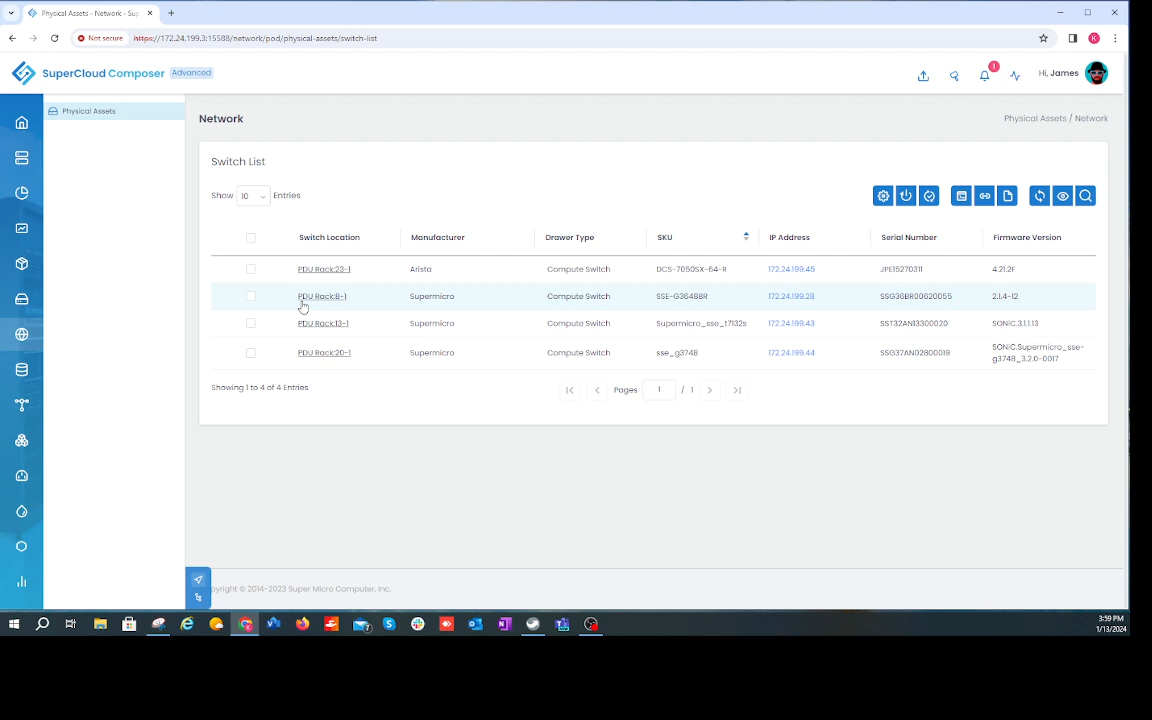 Physical Assets - Network - Sup
Not secure https://172.24.199.3:15588/network/pod/physical-assets/switch-list
SuperCloud Composer Advanced
1
Hi, James
Physical Assets
Network
Physical Assets / Network
Switch List
Show 10 Entries
Switch Location Manufacturer Drawer Type SKU IP Address Serial Number Firmware Version
PDU Rack:23-1 Arista Compute Switch DCS-7050SX-64-R 172.24.199.45 JPE15270311 4.21.2F
PDU Rack:8-1 Supermicro Compute Switch SSE-G3648BR 172.24.199.28 SSG36BR00620055 2.1.4-12
PDU Rack:13-1 Supermicro Compute Switch Supermicro_sse_t7132s 172.24.199.43 SST32AN13300020 SONiC.3.1.1.13
PDU Rack:20-1 Supermicro Compute Switch sse_g3748 172.24.199.44 SSG37AN02800019 SONiC.Supermicro_sse-
g3748_3.2.0-0017
Showing 1 to 4 of 4 Entries
Pages 1 / 1
pyright © 2014-2023 Super Micro Computer, Inc.
3:59 PM
1/13/2024